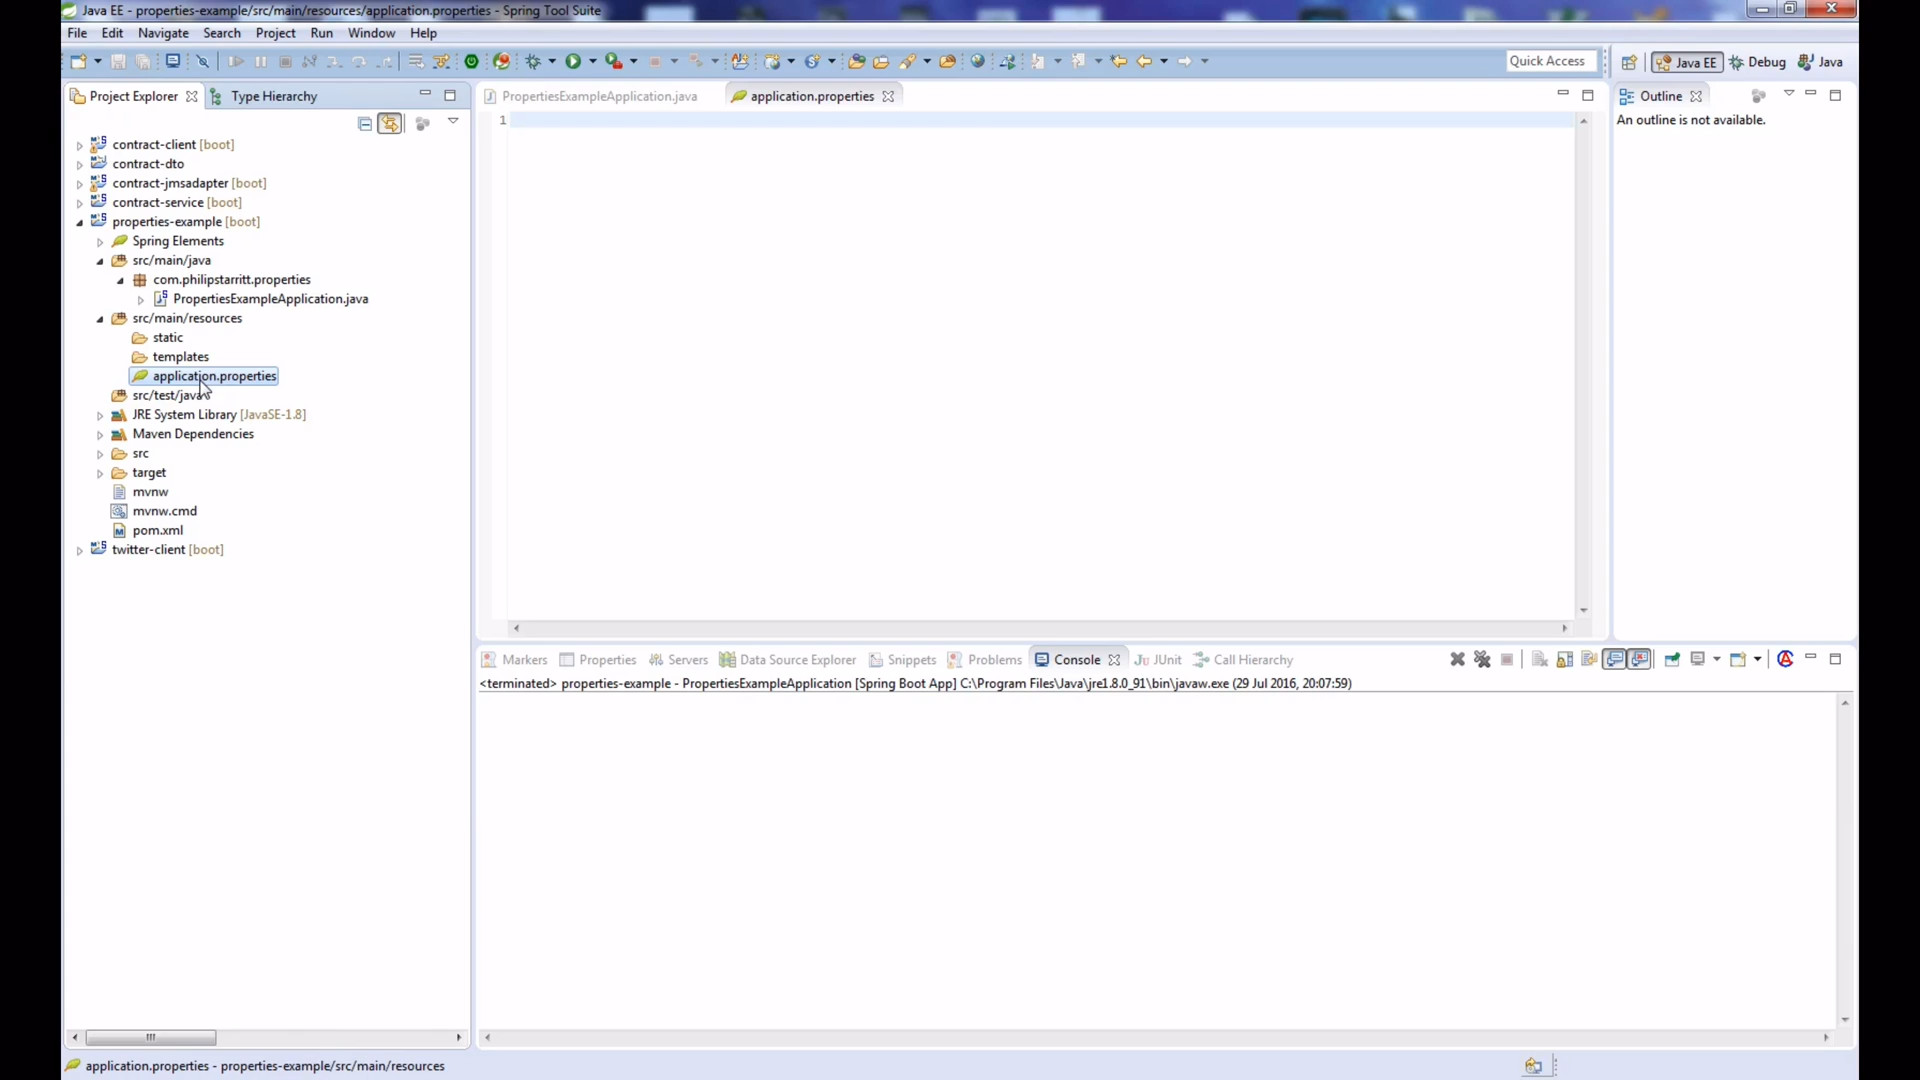 Java EE - properties-example/src/main/resources/application.properties - Spring Tool Suite
File Edit Navigate Search Project Run Window Help
Quick Access
Java EE Debug Java
Project Explorer Type Hierarchy
PropertiesExampleApplication.java application.properties
Outline
1
An outline is not available.
contract-client [boot]
contract-dto
contract-jmsadapter [boot]
contract-service [boot]
properties-example [boot]
Spring Elements
src/main/java
com.philipstarritt.properties
PropertiesExampleApplication.java
src/main/resources
static
templates
application.properties
src/test/java
JRE System Library [JavaSE-1.8]
Maven Dependencies
src
target
mvnw
mvnw.cmd
pom.xml
twitter-client [boot]
Markers Properties Servers Data Source Explorer Snippets Problems Console JUnit Call Hierarchy
<terminated> properties-example - PropertiesExampleApplication [Spring Boot App] C:\Program Files\Java\jre1.8.0_91\bin\javaw.exe (29 Jul 2016, 20:07:59)
application.properties - properties-example/src/main/resources